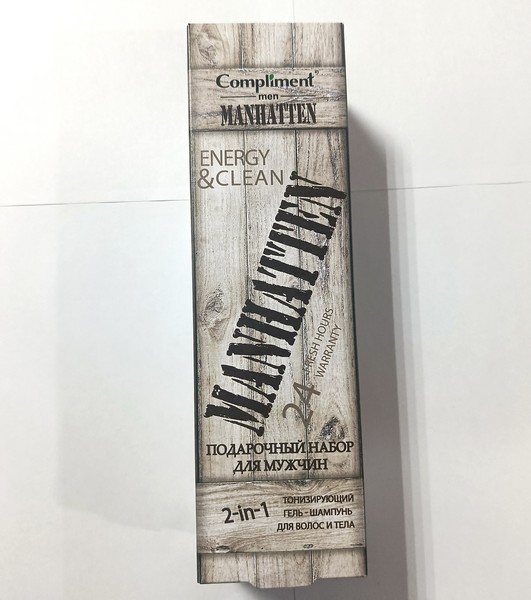 Compliment
men
MANHATTEN
ENERGY
&CLEAN
MANHATTEN
24 FRESH HOURS
WARRANTY
ПОДАРОЧНЫЙ НАБОР
ДЛЯ МУЖЧИН
2-in-1
ТОНИЗИРУЮЩИЙ
ГЕЛЬ - ШАМПУНЬ
ДЛЯ ВОЛОС И ТЕЛА